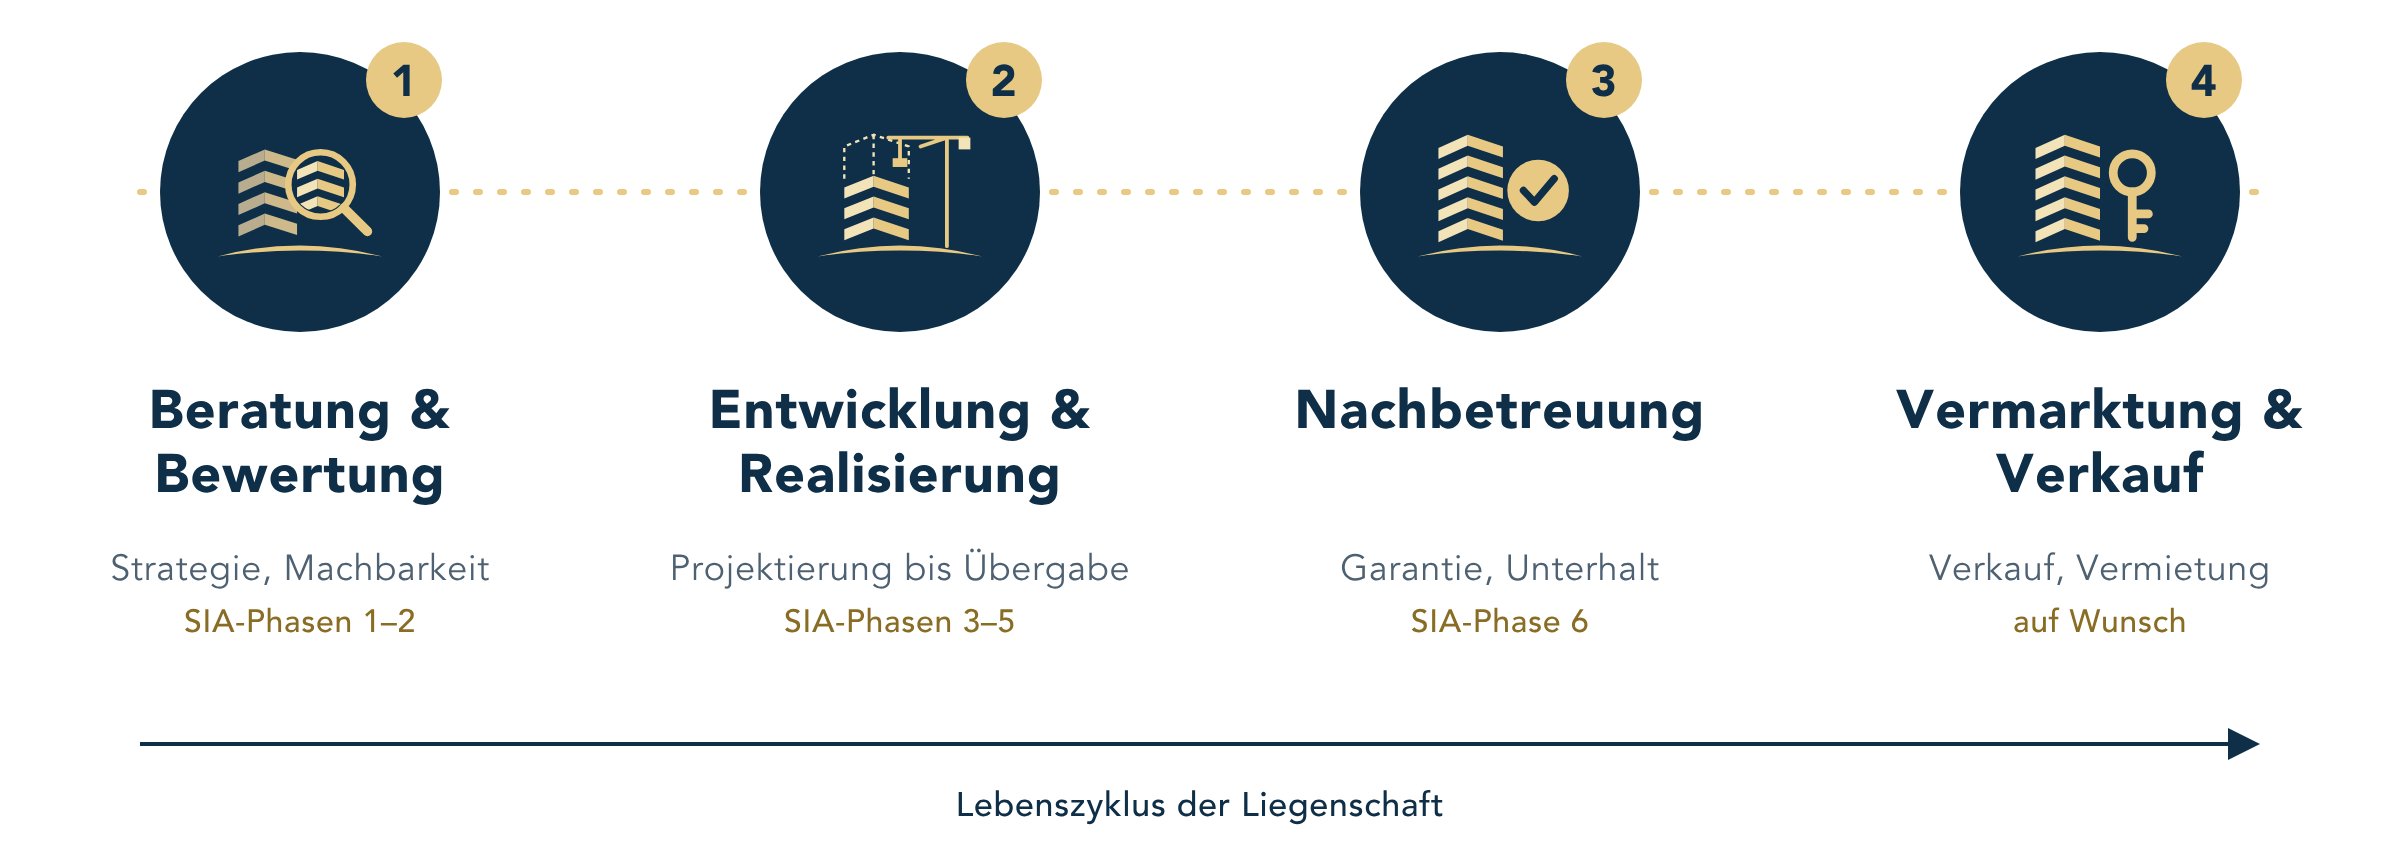 1
2
3
4
Beratung &
Bewertung
Strategie, Machbarkeit
SIA-Phasen 1–2
Entwicklung &
Realisierung
Projektierung bis Übergabe
SIA-Phasen 3–5
Nachbetreuung
Garantie, Unterhalt
SIA-Phase 6
Vermarktung &
Verkauf
Verkauf, Vermietung
auf Wunsch
Lebenszyklus der Liegenschaft